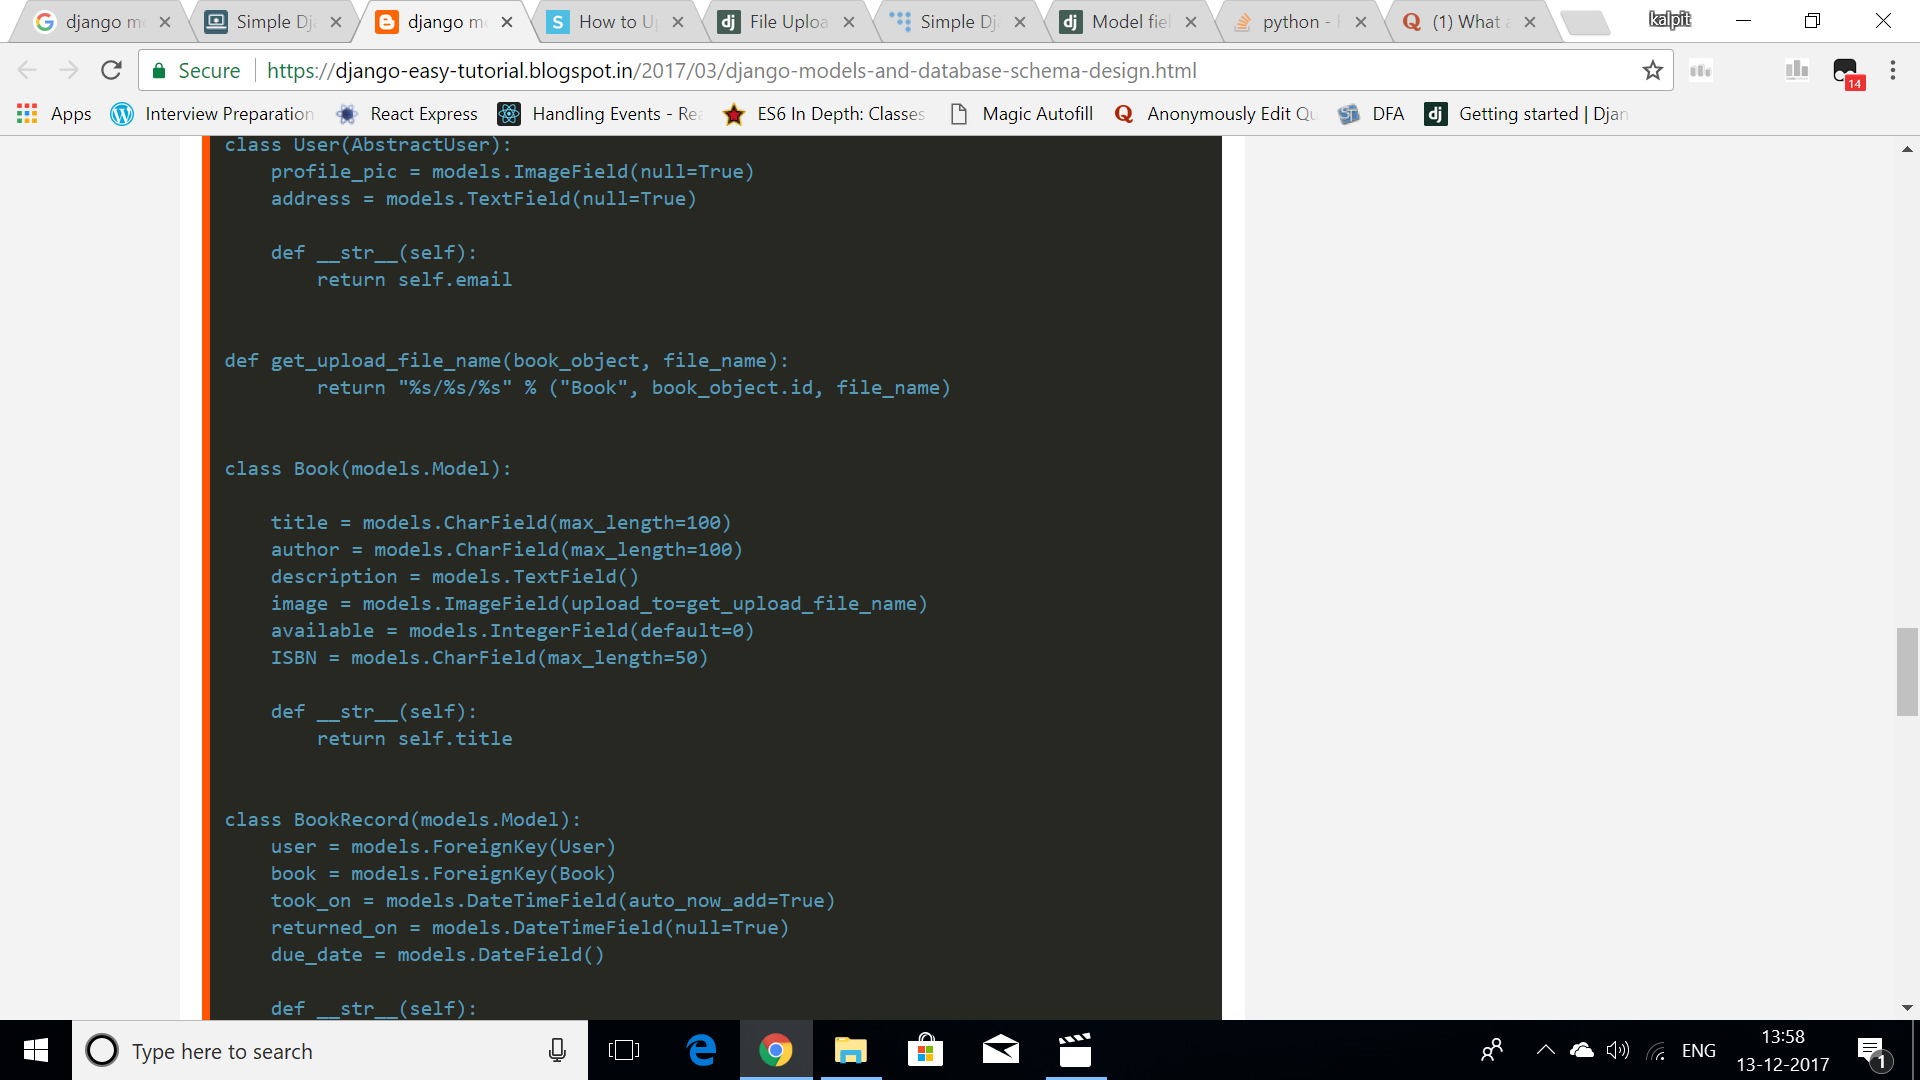 django mo
Simple Dj
django mo
How to U
File Uploa
Simple Dj
Model fiel
python -
(1) What
kalpit
Secure
https://django-easy-tutorial.blogspot.in/2017/03/django-models-and-database-schema-design.html
14
Apps
Interview Preparation
React Express
Handling Events - Rea
ES6 In Depth: Classes
Magic Autofill
Anonymously Edit Qu
DFA
Getting started | Djan
class User(AbstractUser):
    profile_pic = models.ImageField(null=True)
    address = models.TextField(null=True)
    def __str__(self):
        return self.email
def get_upload_file_name(book_object, file_name):
        return "%s/%s/%s" % ("Book", book_object.id, file_name)
class Book(models.Model):
    title = models.CharField(max_length=100)
    author = models.CharField(max_length=100)
    description = models.TextField()
    image = models.ImageField(upload_to=get_upload_file_name)
    available = models.IntegerField(default=0)
    ISBN = models.CharField(max_length=50)
    def __str__(self):
        return self.title
class BookRecord(models.Model):
    user = models.ForeignKey(User)
    book = models.ForeignKey(Book)
    took_on = models.DateTimeField(auto_now_add=True)
    returned_on = models.DateTimeField(null=True)
    due_date = models.DateField()
    def __str__(self):
Type here to search
ENG
13:58
13-12-2017
1